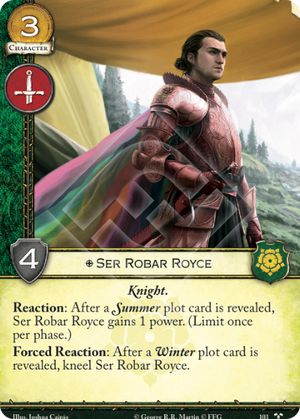 3
Character
4
Ser Robar Royce
Knight.
Reaction: After a Summer plot card is revealed,
Ser Robar Royce gains 1 power. (Limit once
per phase.)
Forced Reaction: After a Winter plot card is
revealed, kneel Ser Robar Royce.
Illus. Joshua Cairós © George R.R. Martin © FFG 103